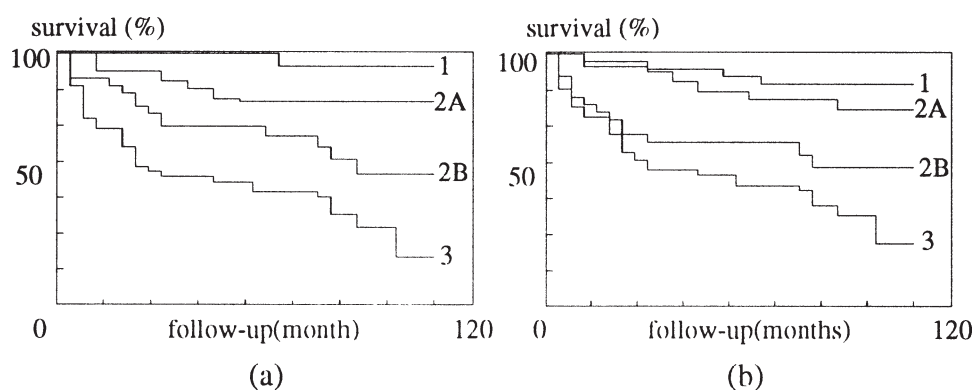 survival (%)
100
50
0
follow-up(month)
120
1
2A
2B
3
(a)
survival (%)
100
50
0
follow-up(months)
120
1
2A
2B
3
(b)